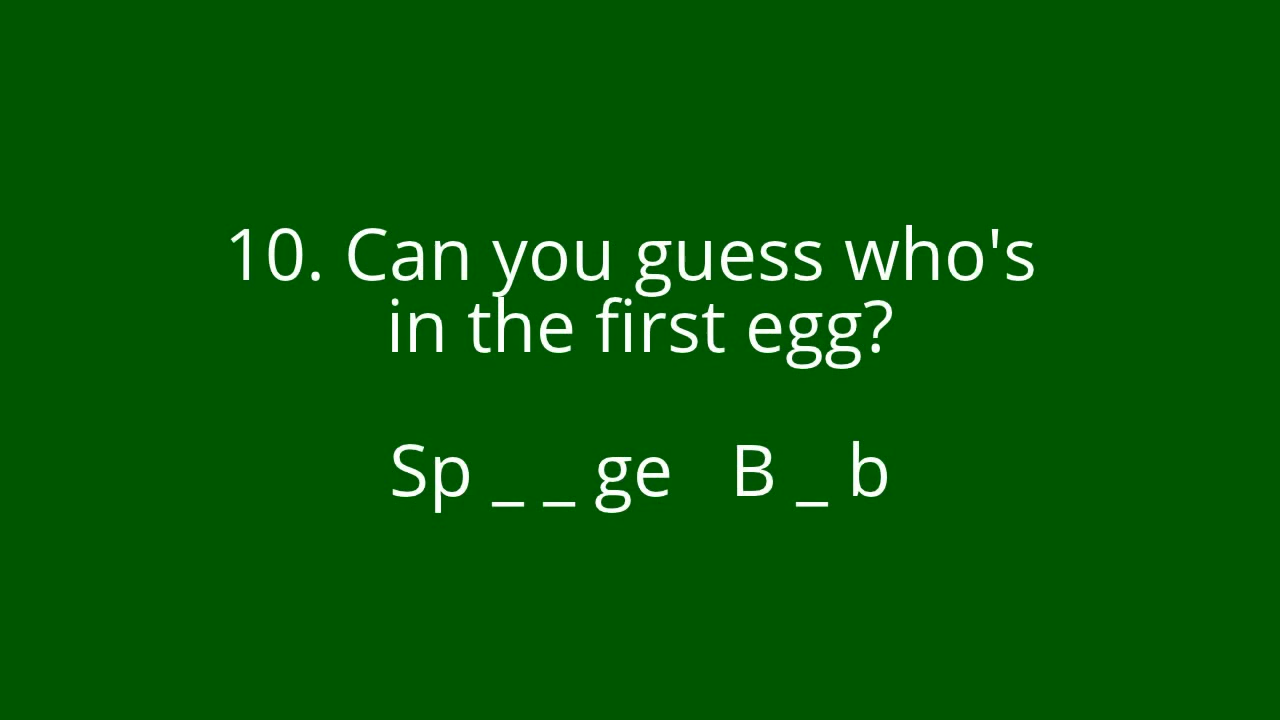 10. Can you guess who's
in the first egg?
Sp _ _ ge B _ b